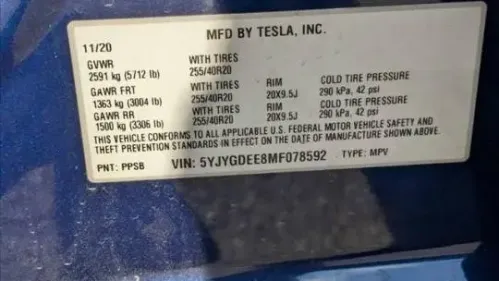 MFD BY TESLA, INC.
11/20
GVWR WITH TIRES
2591 kg (5712 lb) 255/40R20
GAWR FRT WITH TIRES RIM COLD TIRE PRESSURE
1363 kg (3004 lb) 255/40R20 20X9.5J 290 kPa, 42 psi
GAWR RR WITH TIRES RIM COLD TIRE PRESSURE
1500 kg (3306 lb) 255/40R20 20X9.5J 290 kPa, 42 psi
THIS VEHICLE CONFORMS TO ALL APPLICABLE U.S. FEDERAL MOTOR VEHICLE SAFETY AND
THEFT PREVENTION STANDARDS IN EFFECT ON THE DATE OF MANUFACTURE SHOWN ABOVE.
PNT: PPSB VIN: 5YJYGDEE8MF078592 TYPE: MPV